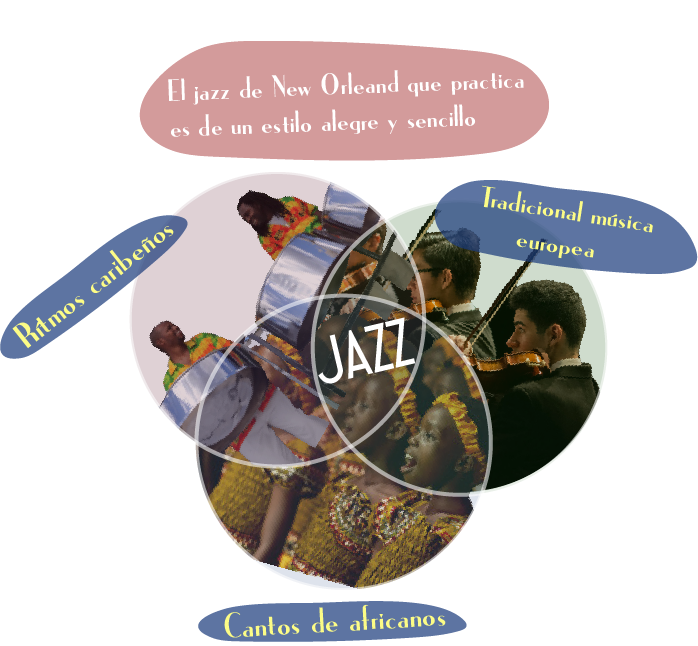 El jazz de New Orleand que practica
es de un estilo alegre y sencillo
Tradicional música
europea
Ritmos caribeños
JAZZ
Cantos de africanos